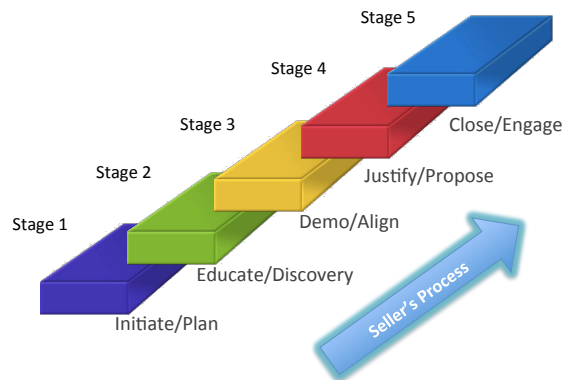 Stage 5
Stage 4
Close/Engage
Stage 3
Justify/Propose
Stage 2
Demo/Align
Stage 1
Educate/Discovery
Initiate/Plan
Seller's Process